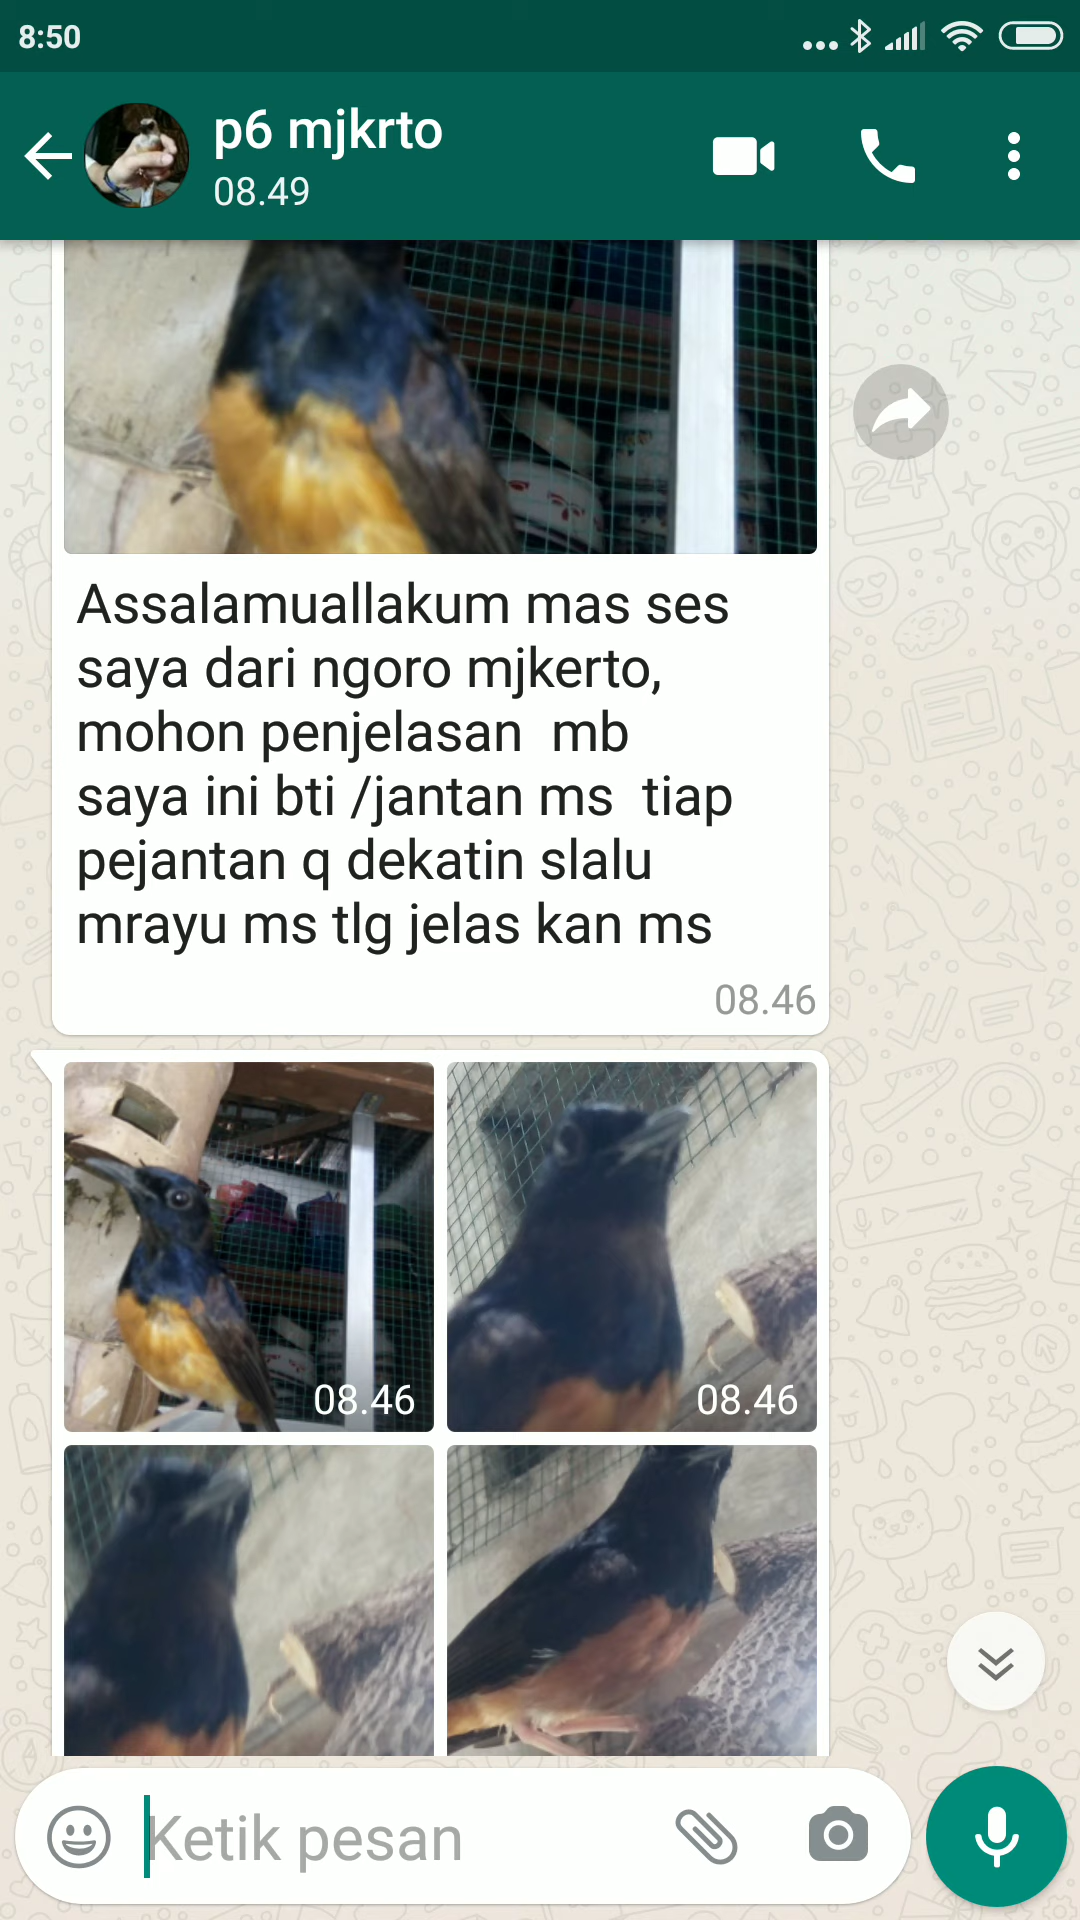 8:50
p6 mjkrto
08.49
Assalamuallakum mas ses
saya dari ngoro mjkerto,
mohon penjelasan  mb
saya ini bti /jantan ms  tiap
pejantan q dekatin slalu
mrayu ms tlg jelas kan ms
08.46
08.46
08.46
Ketik pesan